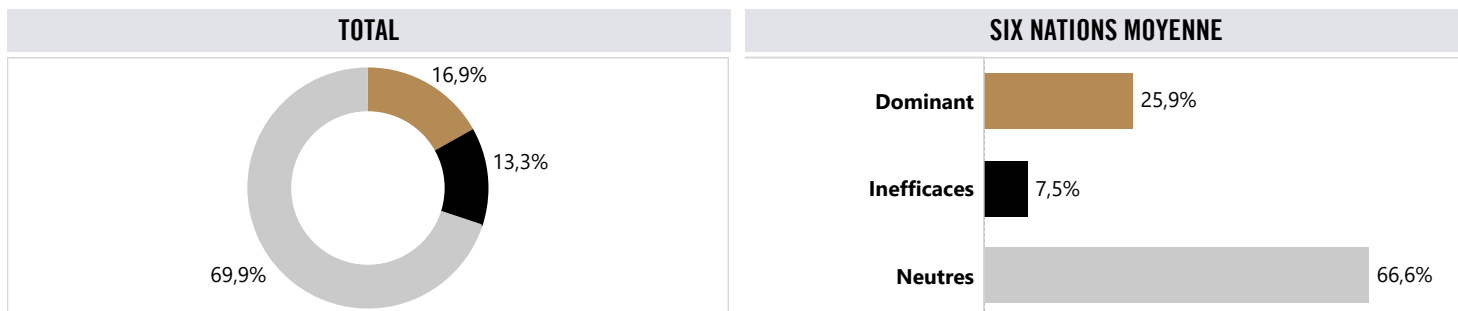 TOTAL
16,9%
13,3%
69,9%
SIX NATIONS MOYENNE
Dominant
25,9%
Inefficaces
7,5%
Neutres
66,6%